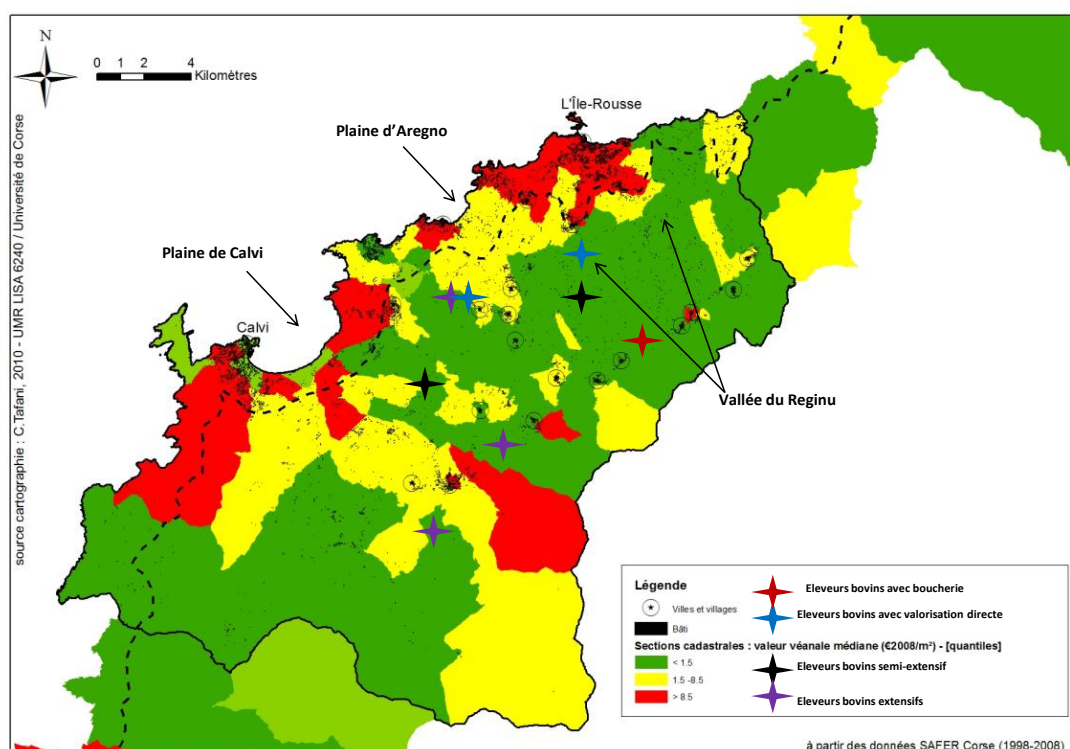 N
0 1 2 4
Kilomètres
L'Île-Rousse
Plaine d'Aregno
Plaine de Calvi
Calvi
Vallée du Reginu
source cartographie : C.Tafani, 2010 - UMR LISA 6240 / Université de Corse
Légende
Villes et villages
Bâti
Sections cadastrales : valeur vénale médiane (€2008/m²) - [quantiles]
< 1.5
1.5 -8.5
> 8.5
Eleveurs bovins avec boucherie
Eleveurs bovins avec valorisation directe
Eleveurs bovins semi-extensif
Eleveurs bovins extensifs
à partir des données SAFER Corse (1998-2008)